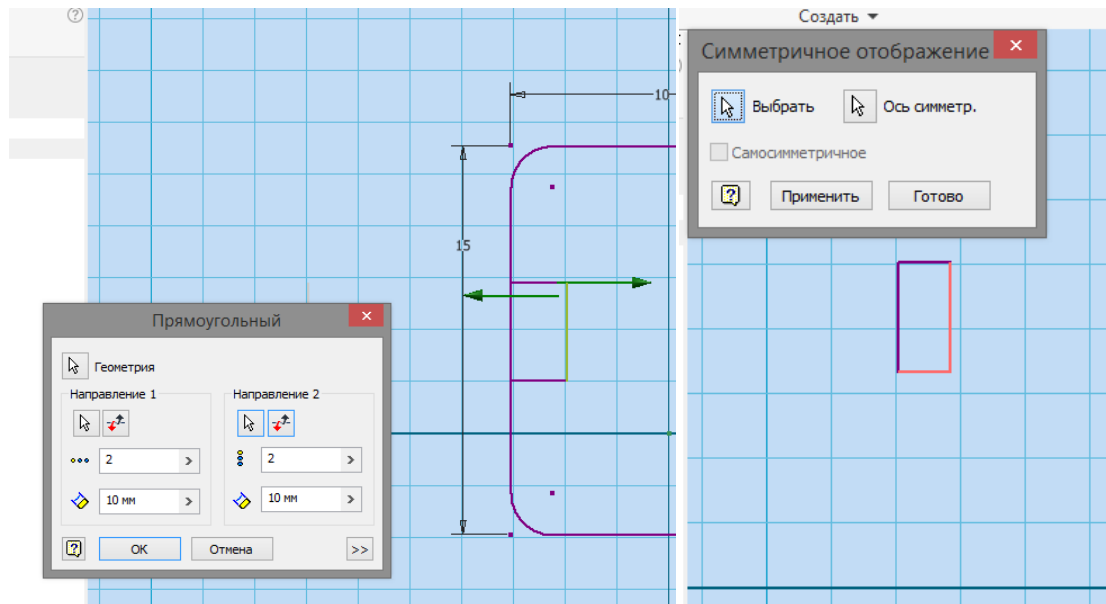 Создать
Симметричное отображение
Выбрать
Ось симметр.
Самосимметричное
Применить
Готово
10
15
Прямоугольный
Геометрия
Направление 1
Направление 2
2
2
10 мм
10 мм
ОК
Отмена
>>